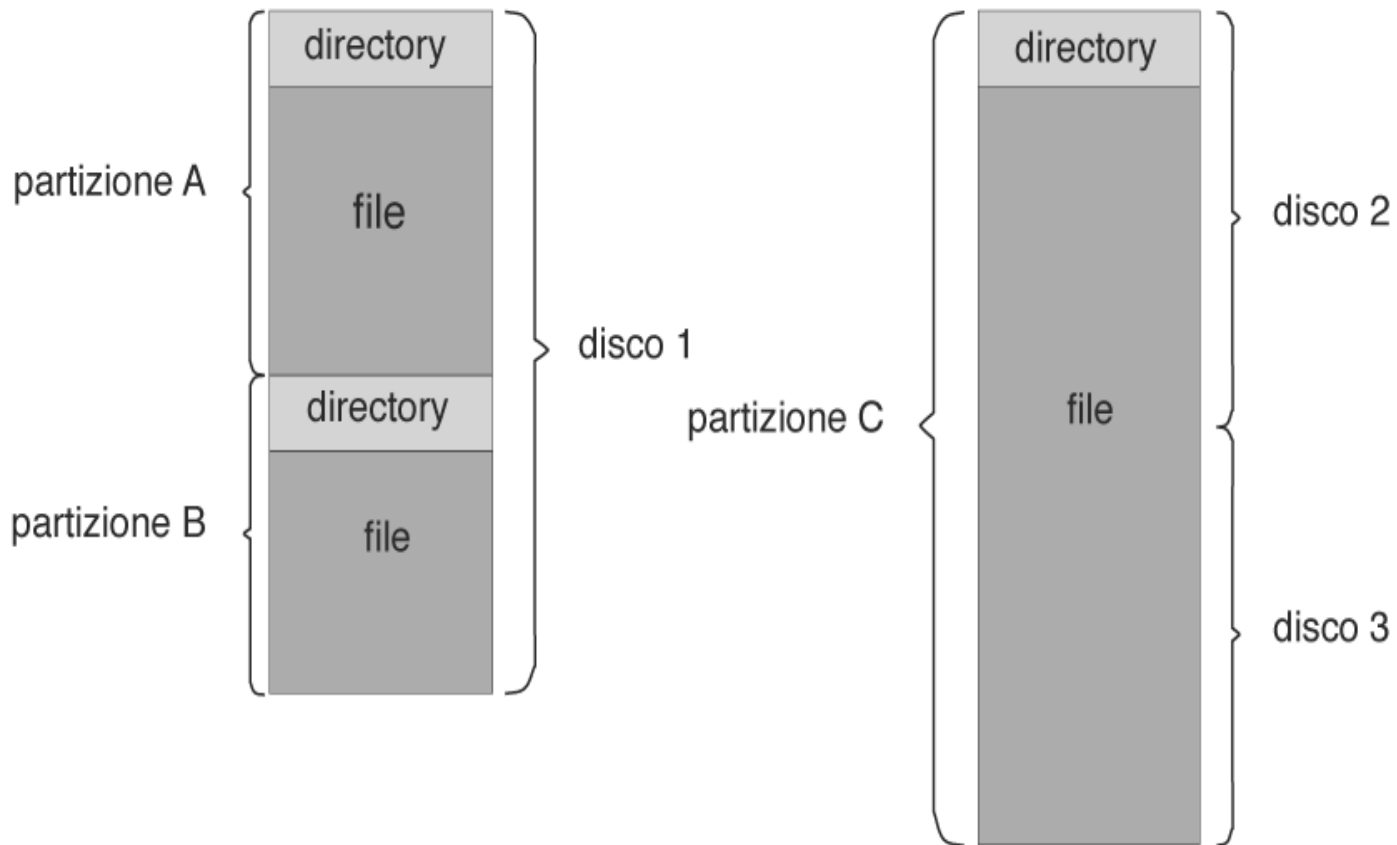 directory
partizione A
file
disco 1
directory
partizione B
file
directory
disco 2
partizione C
file
disco 3